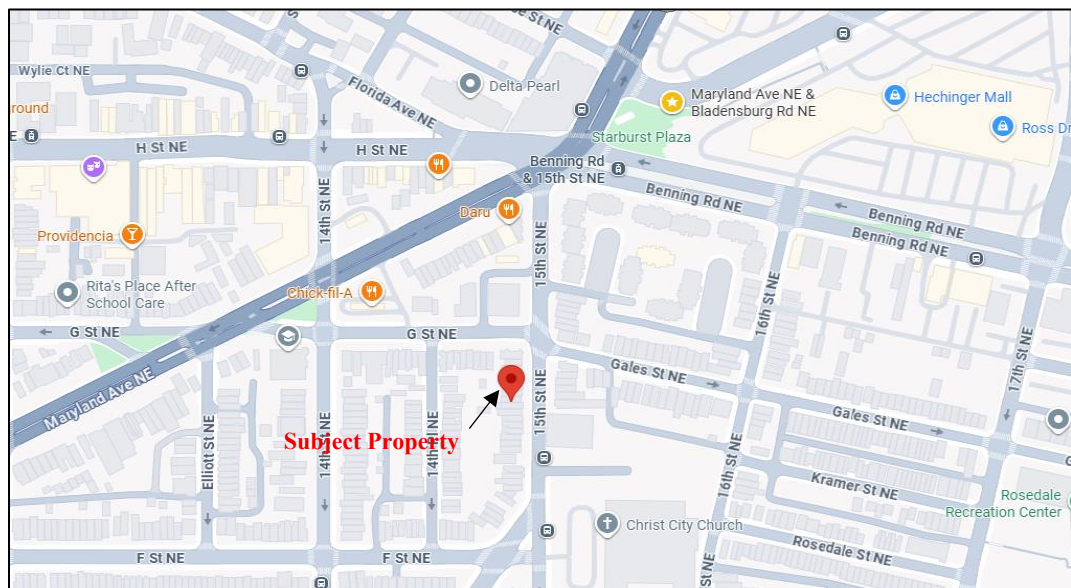 Wylie Ct NE
Florida Ave NE
Delta Pearl
Maryland Ave NE &
Bladensburg Rd NE
Hechinger Mall
Starburst Plaza
H St NE
H St NE
Benning Rd
& 15th St NE
Benning Rd NE
Benning Rd NE
Benning Rd NE
14th St NE
Daru
15th St NE
Providencia
Rita's Place After
School Care
Chick-fil-A
16th St NE
G St NE
G St NE
Gales St NE
17th St NE
Maryland Ave NE
15th St NE
Gales St NE
Subject Property
Elliott St NE
14th St NE
14th St NE
16th St NE
Kramer St NE
Rosedale
Recreation Center
Christ City Church
Rosedale St NE
F St NE
F St NE